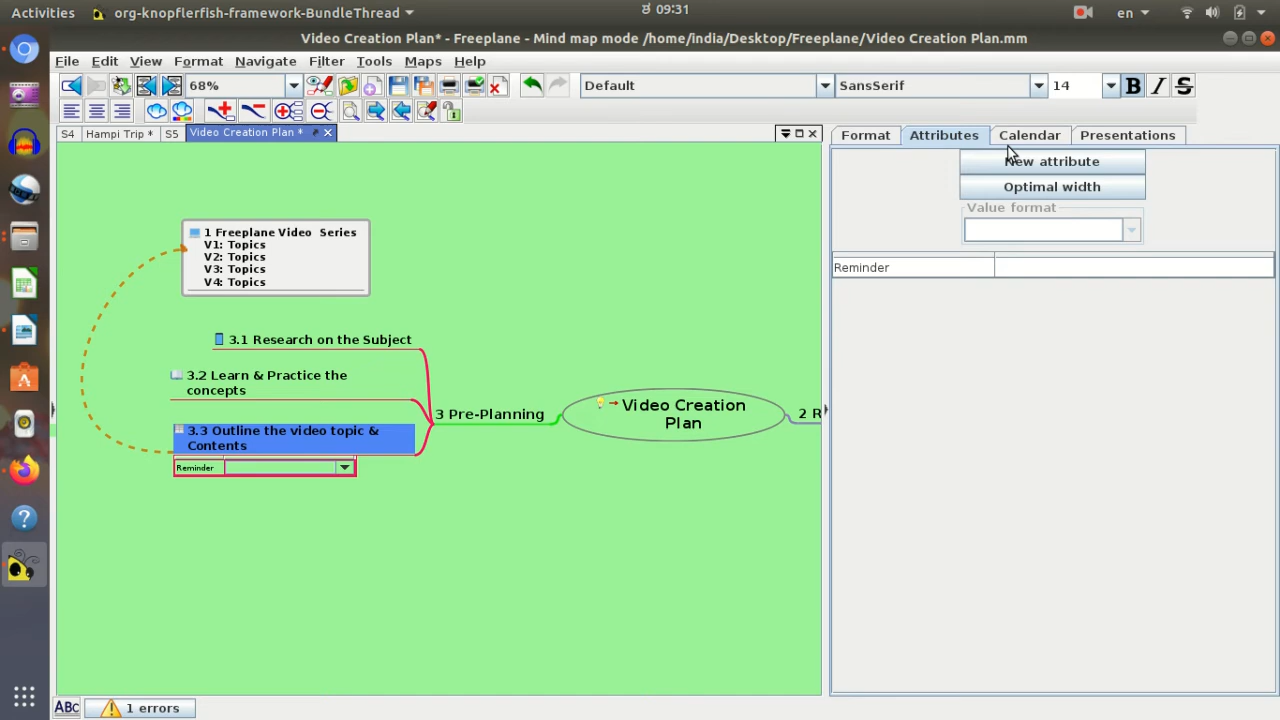 Activities
org-knopflerfish-framework-BundleThread
ಽ 09:31
en
Video Creation Plan* - Freeplane - Mind map mode /home/india/Desktop/Freeplane/Video Creation Plan.mm
File Edit View Format Navigate Filter Tools Maps Help
68%
Default
SansSerif
14
B I S
S4 Hampi Trip * S5 Video Creation Plan *
Format Attributes Calendar Presentations
New attribute
Optimal width
Value format
Reminder
1 Freeplane Video Series
V1: Topics
V2: Topics
V3: Topics
V4: Topics
3.1 Research on the Subject
3.2 Learn & Practice the
concepts
3.3 Outline the video topic &
Contents
Reminder
3 Pre-Planning
Video Creation
Plan
2 R
ABC
1 errors